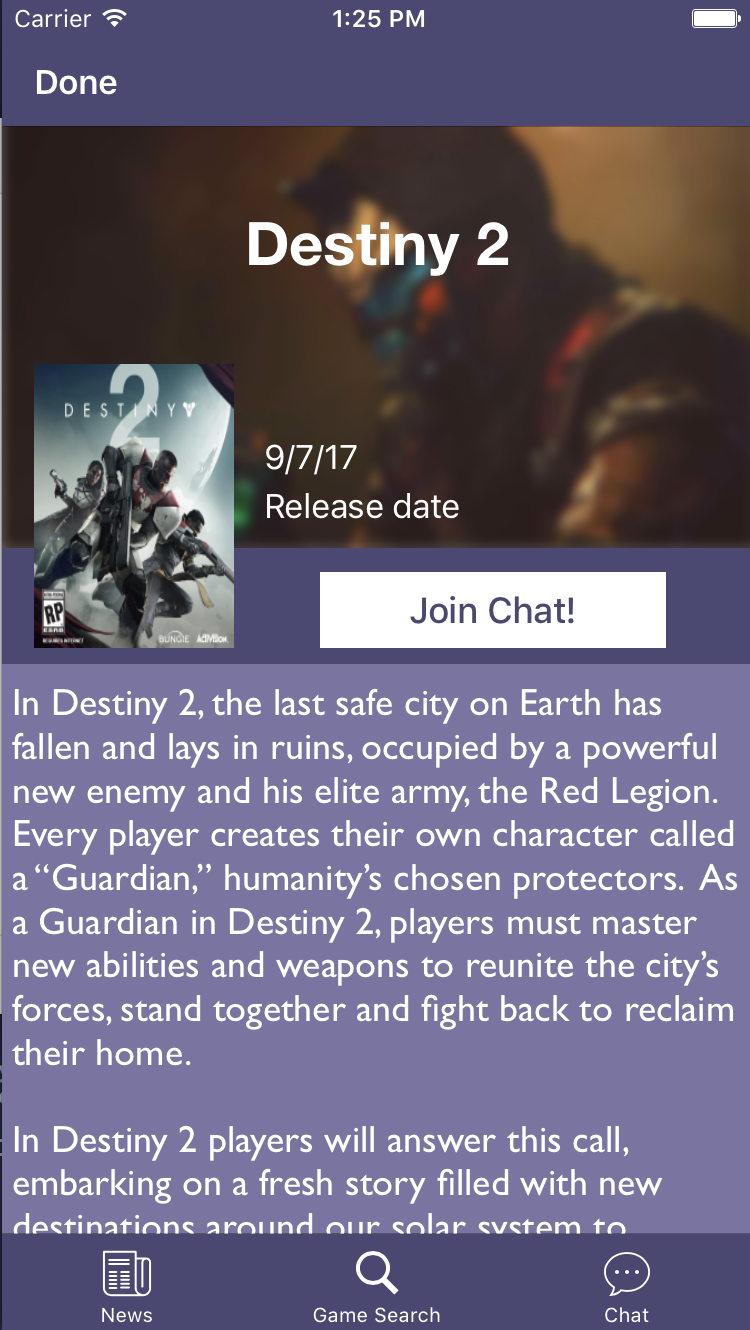 Carrier 1:25 PM
Done
Destiny 2
2
DESTINY
9/7/17
Release date
RP
BUNGIE ACTIVISION
Join Chat!
In Destiny 2, the last safe city on Earth has
fallen and lays in ruins, occupied by a powerful
new enemy and his elite army, the Red Legion.
Every player creates their own character called
a “Guardian,” humanity’s chosen protectors.  As
a Guardian in Destiny 2, players must master
new abilities and weapons to reunite the city’s
forces, stand together and fight back to reclaim
their home.
In Destiny 2 players will answer this call,
embarking on a fresh story filled with new
destinations around our solar system to
News Game Search Chat